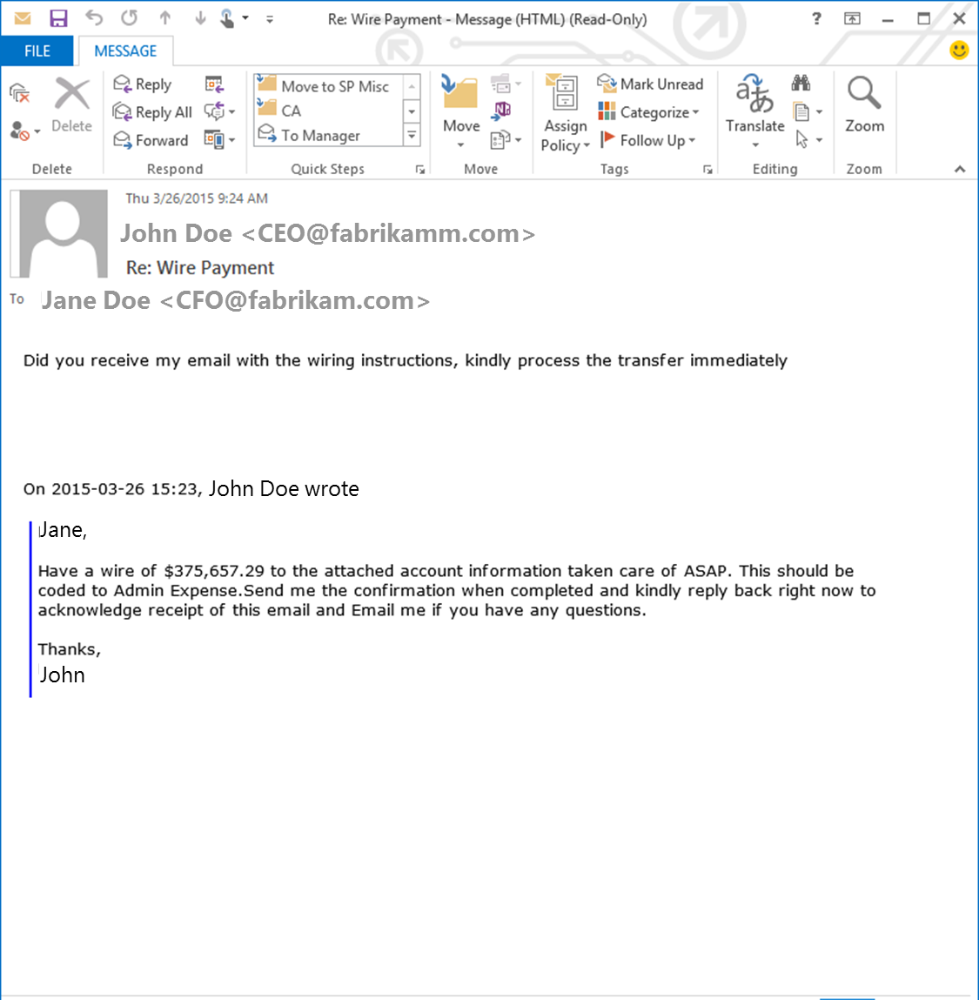 Re: Wire Payment - Message (HTML) (Read-Only)
?
FILE MESSAGE
Delete
Delete
Reply
Reply All
Forward
Respond
Move to SP Misc
CA
To Manager
Quick Steps
Move
Move
Assign Policy
Mark Unread
Categorize
Follow Up
Tags
Translate
Editing
Zoom
Zoom
Thu 3/26/2015 9:24 AM
John Doe <CEO@fabrikamm.com>
Re: Wire Payment
To Jane Doe <CFO@fabrikam.com>
Did you receive my email with the wiring instructions, kindly process the transfer immediately
On 2015-03-26 15:23, John Doe wrote
Jane,
Have a wire of $375,657.29 to the attached account information taken care of ASAP. This should be
coded to Admin Expense.Send me the confirmation when completed and kindly reply back right now to
acknowledge receipt of this email and Email me if you have any questions.
Thanks,
John